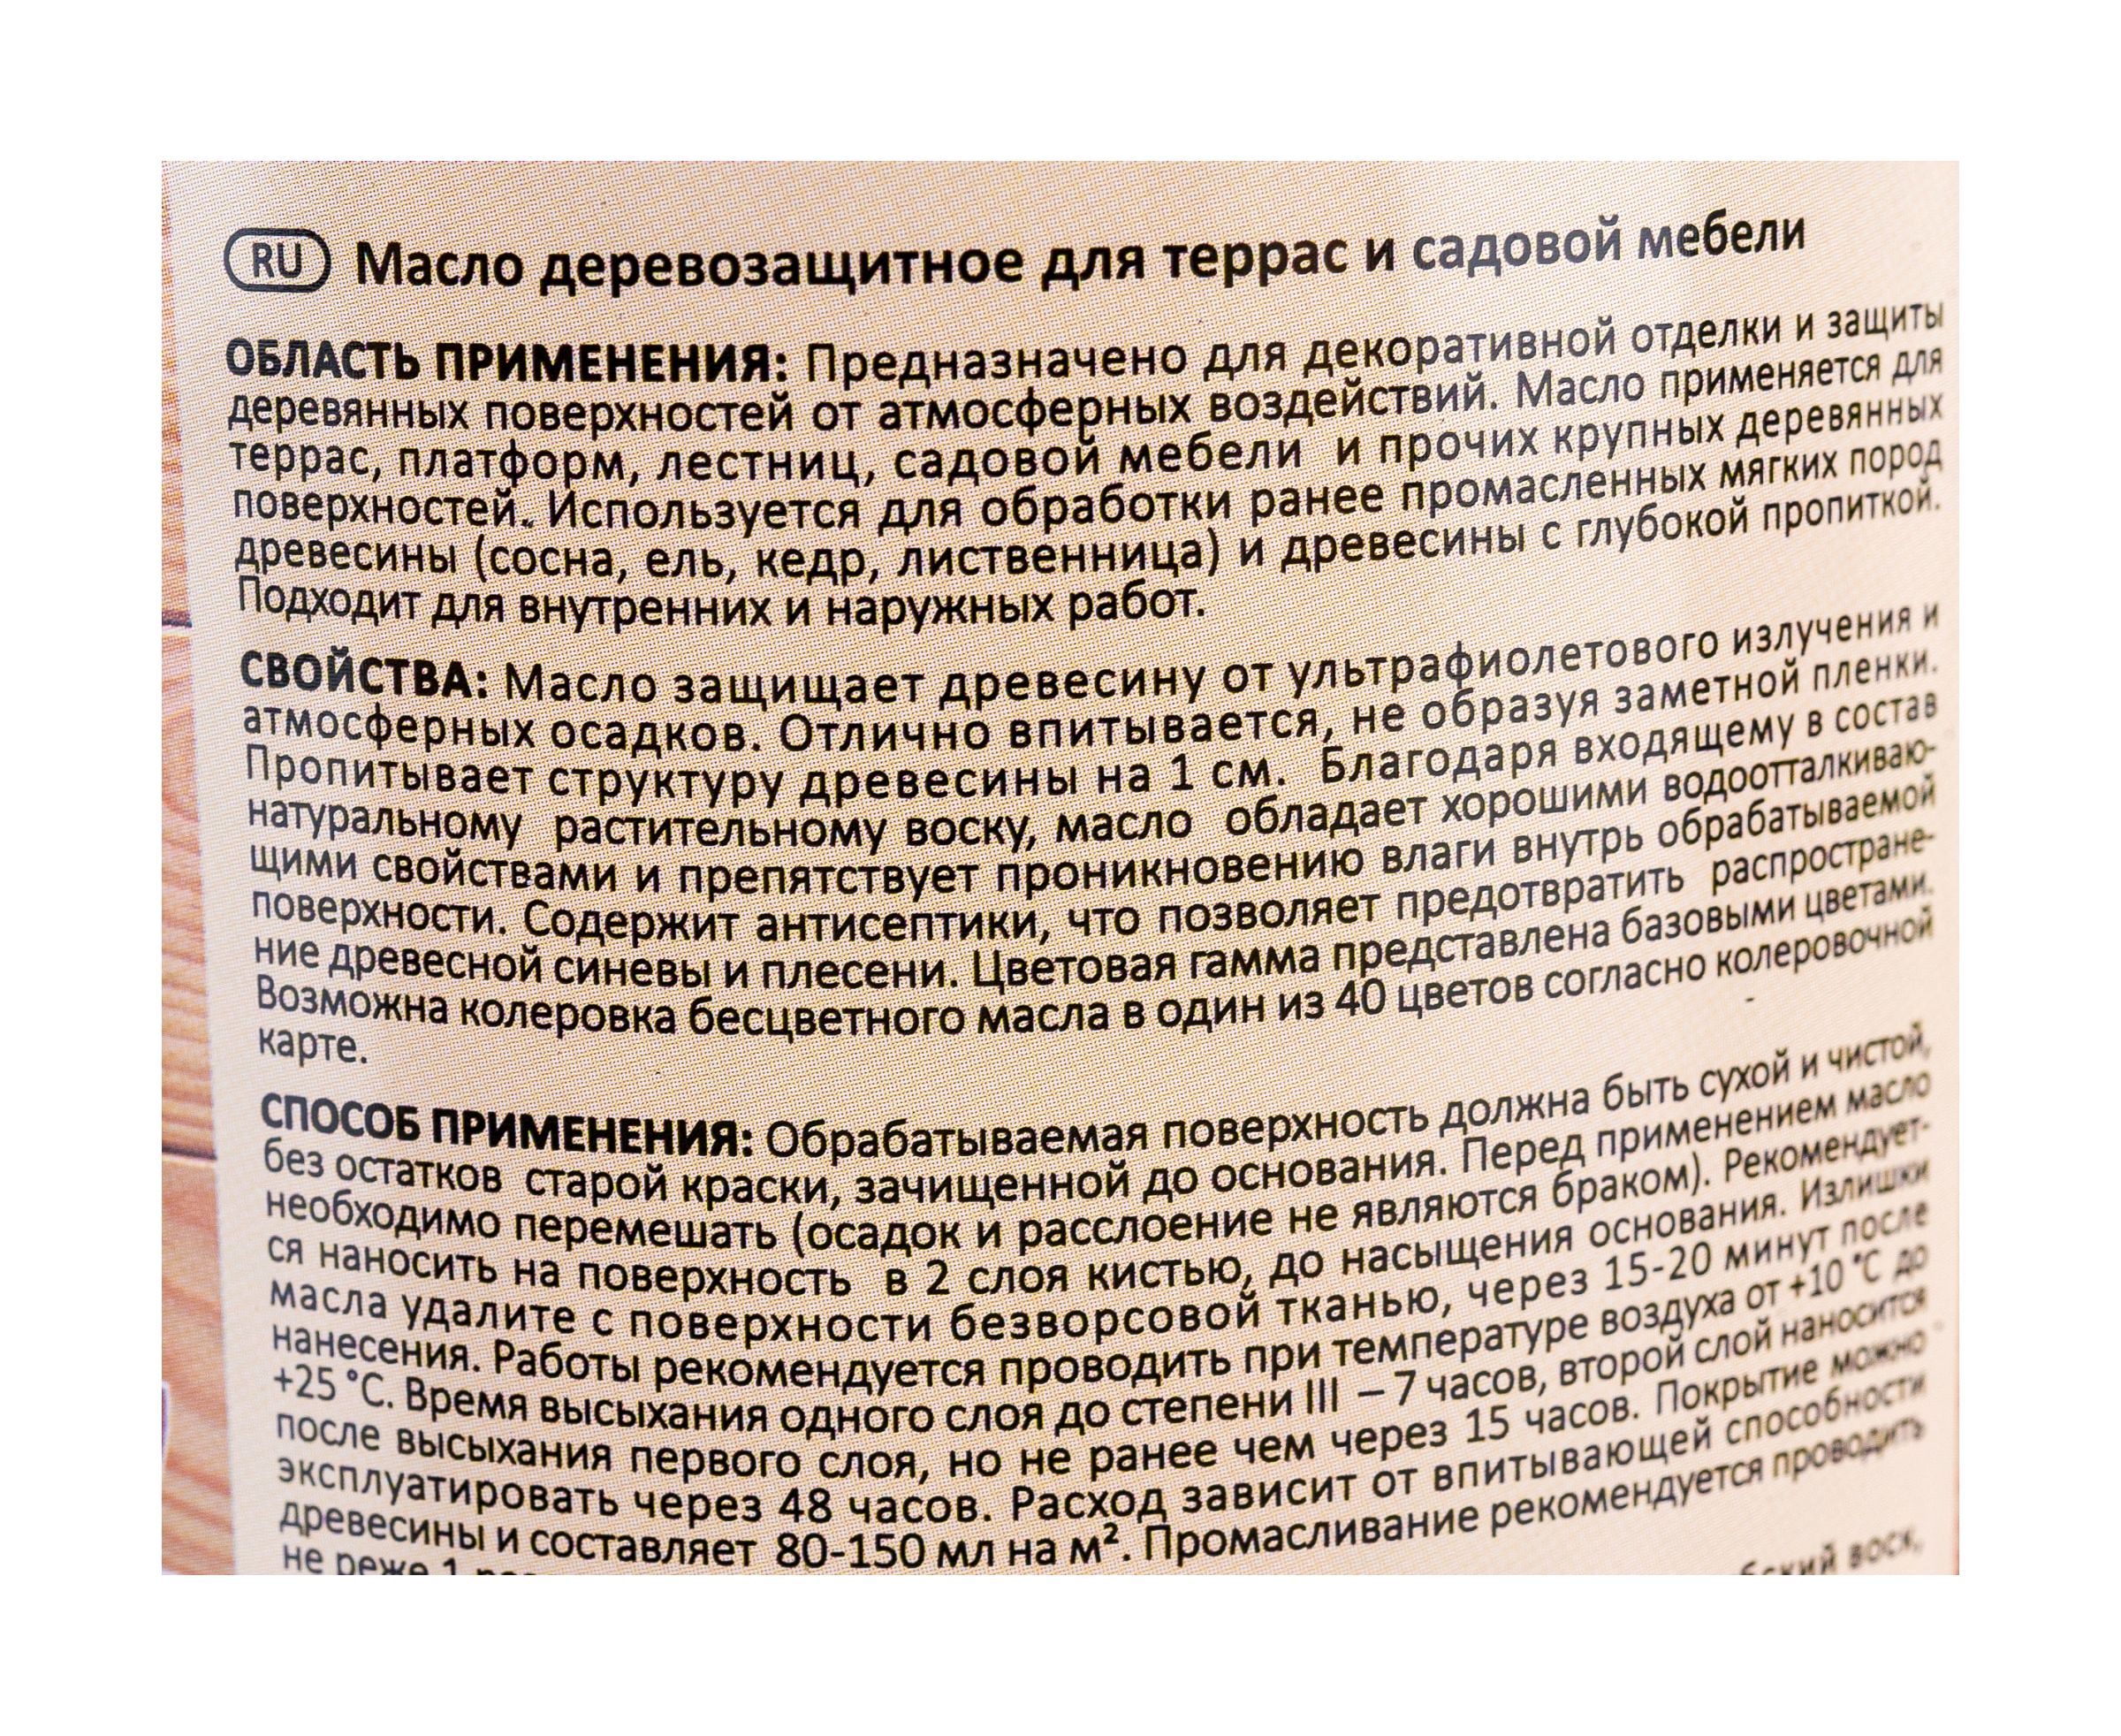 RU Масло деревозащитное для террас и садовой мебели
ОБЛАСТЬ ПРИМЕНЕНИЯ: Предназначено для декоративной отделки и защиты
деревянных поверхностей от атмосферных воздействий. Масло применяется для
террас, платформ, лестниц, садовой мебели и прочих крупных деревянных
поверхностей. Используется для обработки ранее промасленных мягких пород
древесины (сосна, ель, кедр, лиственница) и древесины с глубокой пропиткой.
Подходит для внутренних и наружных работ.
СВОЙСТВА: Масло защищает древесину от ультрафиолетового излучения и
атмосферных осадков. Отлично впитывается, не образуя заметной пленки.
Пропитывает структуру древесины на 1 см. Благодаря входящему в состав
натуральному растительному воску, масло обладает хорошими водоотталкиваю-
щими свойствами и препятствует проникновению влаги внутрь обрабатываемой
поверхности. Содержит антисептики, что позволяет предотвратить распростране-
ние древесной синевы и плесени. Цветовая гамма представлена базовыми цветами.
Возможна колеровка бесцветного масла в один из 40 цветов согласно колеровочной
карте.
СПОСОБ ПРИМЕНЕНИЯ: Обрабатываемая поверхность должна быть сухой и чистой,
без остатков старой краски, зачищенной до основания. Перед применением масло
необходимо перемешать (осадок и расслоение не являются браком). Рекомендует-
ся наносить на поверхность в 2 слоя кистью, до насыщения основания. Излишки
масла удалите с поверхности безворсовой тканью, через 15-20 минут после
нанесения. Работы рекомендуется проводить при температуре воздуха от +10 °С до
+25 °С. Время высыхания одного слоя до степени III – 7 часов, второй слой наносится
после высыхания первого слоя, но не ранее чем через 15 часов. Покрытие можно
эксплуатировать через 48 часов. Расход зависит от впитывающей способности
древесины и составляет 80-150 мл на м². Промасливание рекомендуется проводить
не реже 1
воск,